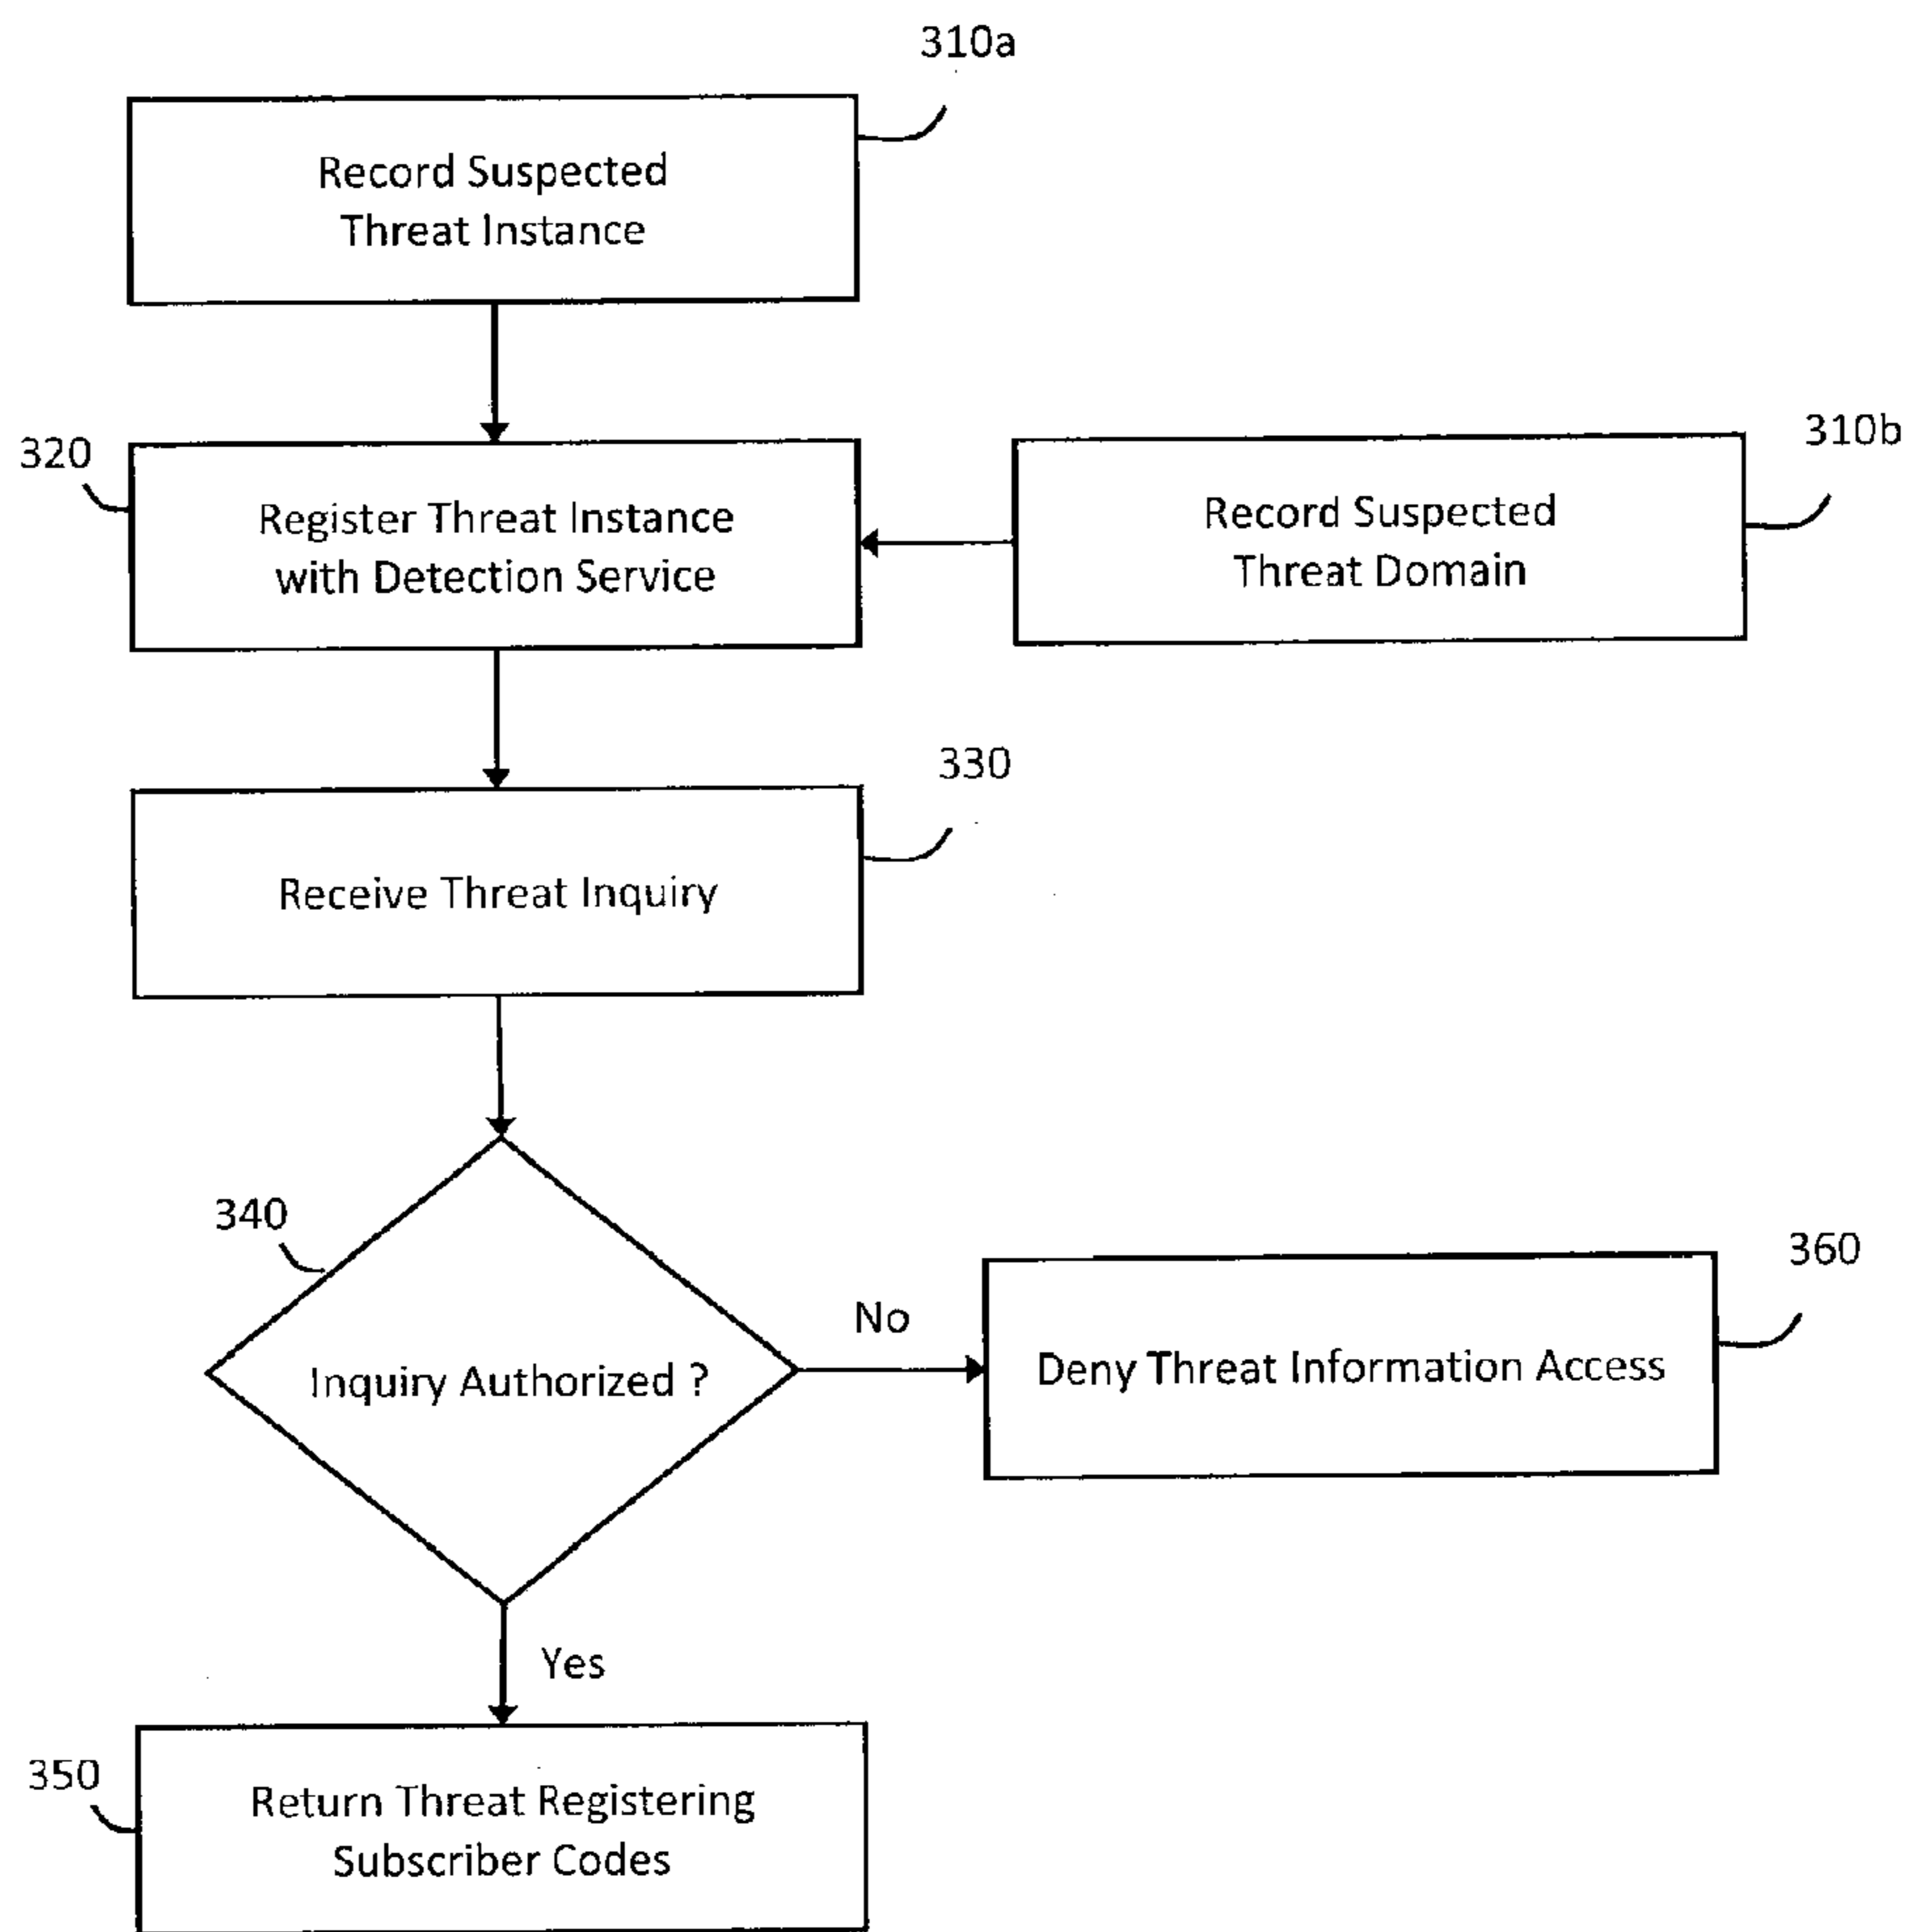 310a
Record Suspected
Threat Instance
320
Register Threat Instance
with Detection Service
310b
Record Suspected
Threat Domain
330
Receive Threat Inquiry
340
Inquiry Authorized ?
No
360
Deny Threat Information Access
Yes
350
Return Threat Registering
Subscriber Codes